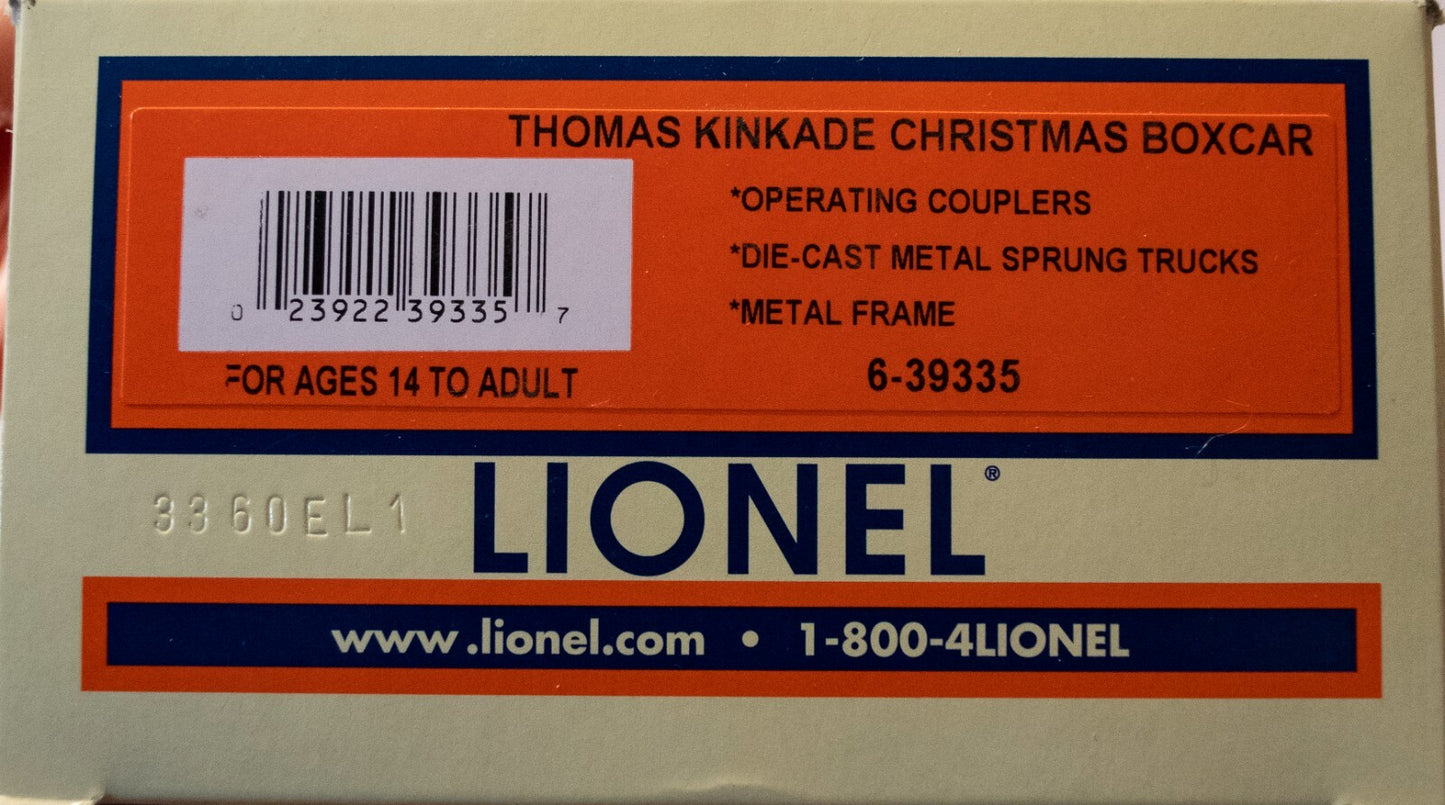 THOMAS KINKADE CHRISTMAS BOXCAR
*OPERATING COUPLERS
*DIE-CAST METAL SPRUNG TRUCKS
*METAL FRAME
6-39335
0 23922 39335 7
FOR AGES 14 TO ADULT
LIONEL®
3360EL1
www.lionel.com • 1-800-4LIONEL